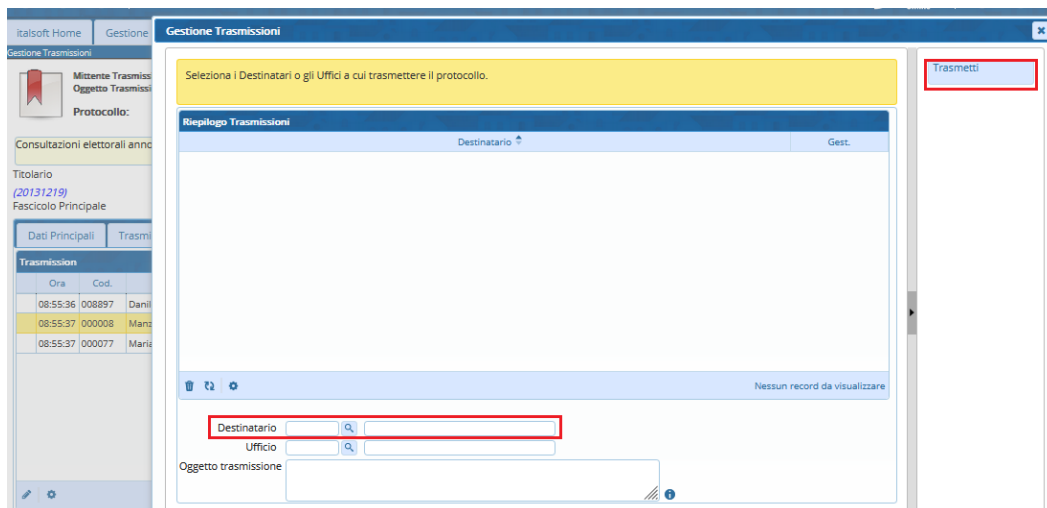 italsoft Home
Gestione
Gestione Trasmissioni
Gestione Trasmissioni
Mittente Trasmiss
Oggetto Trasmissi
Protocollo:
Consultazioni elettorali anno
Titolario
(20131219)
Fascicolo Principale
Dati Principali
Trasmi
Trasmission
Ora Cod.
08:55:36 008897 Danil
08:55:37 000008 Manz
08:55:37 000077 Maria
Seleziona i Destinatari o gli Uffici a cui trasmettere il protocollo.
Riepilogo Trasmissioni
Destinatario Gest.
Nessun record da visualizzare
Destinatario
Ufficio
Oggetto trasmissione
Trasmetti